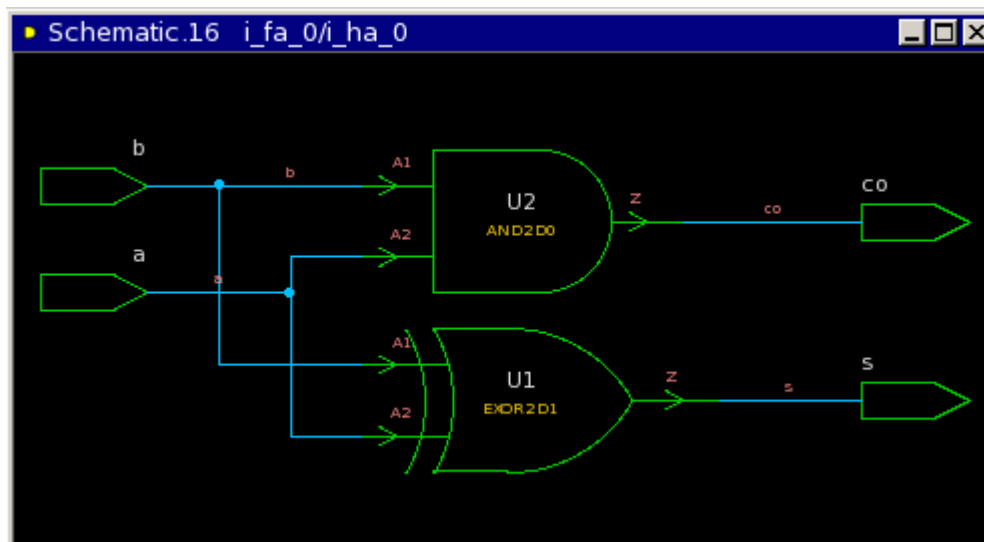 Schematic.16 i_fa_0/i_ha_0
b
b
A1
U2
AND2D0
Z
co
co
A2
a
a
A1
U1
EXOR2D1
Z
s
s
A2